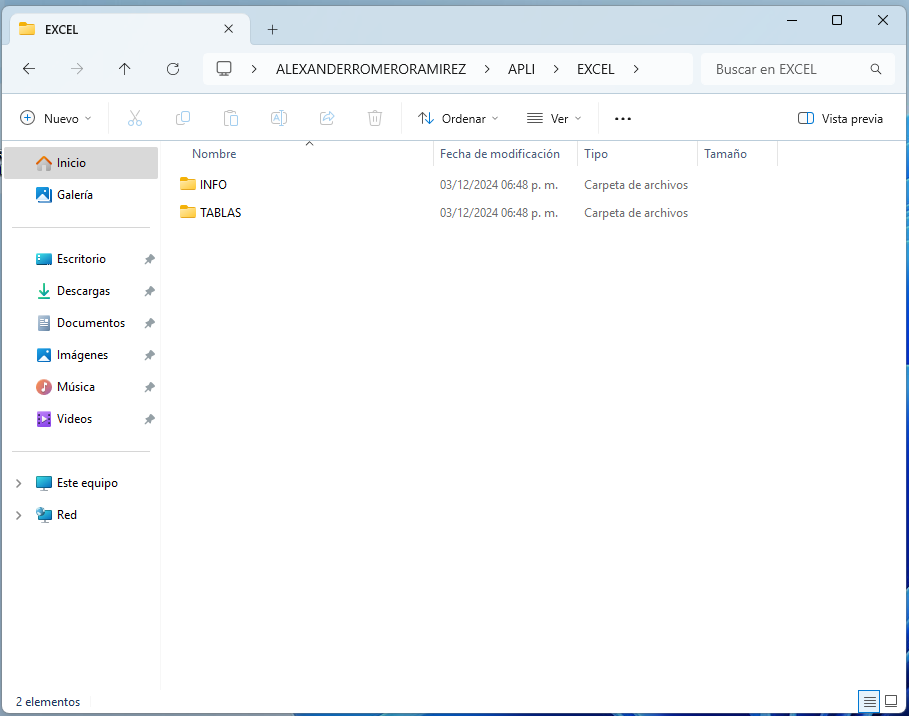 EXCEL
ALEXANDERROMERORAMIREZ > APLI > EXCEL >
Buscar en EXCEL
Nuevo
Ordenar
Ver
Vista previa
Nombre Fecha de modificación Tipo Tamaño
INFO 03/12/2024 06:48 p. m. Carpeta de archivos
TABLAS 03/12/2024 06:48 p. m. Carpeta de archivos
Inicio
Galería
Escritorio
Descargas
Documentos
Imágenes
Música
Videos
Este equipo
Red
2 elementos